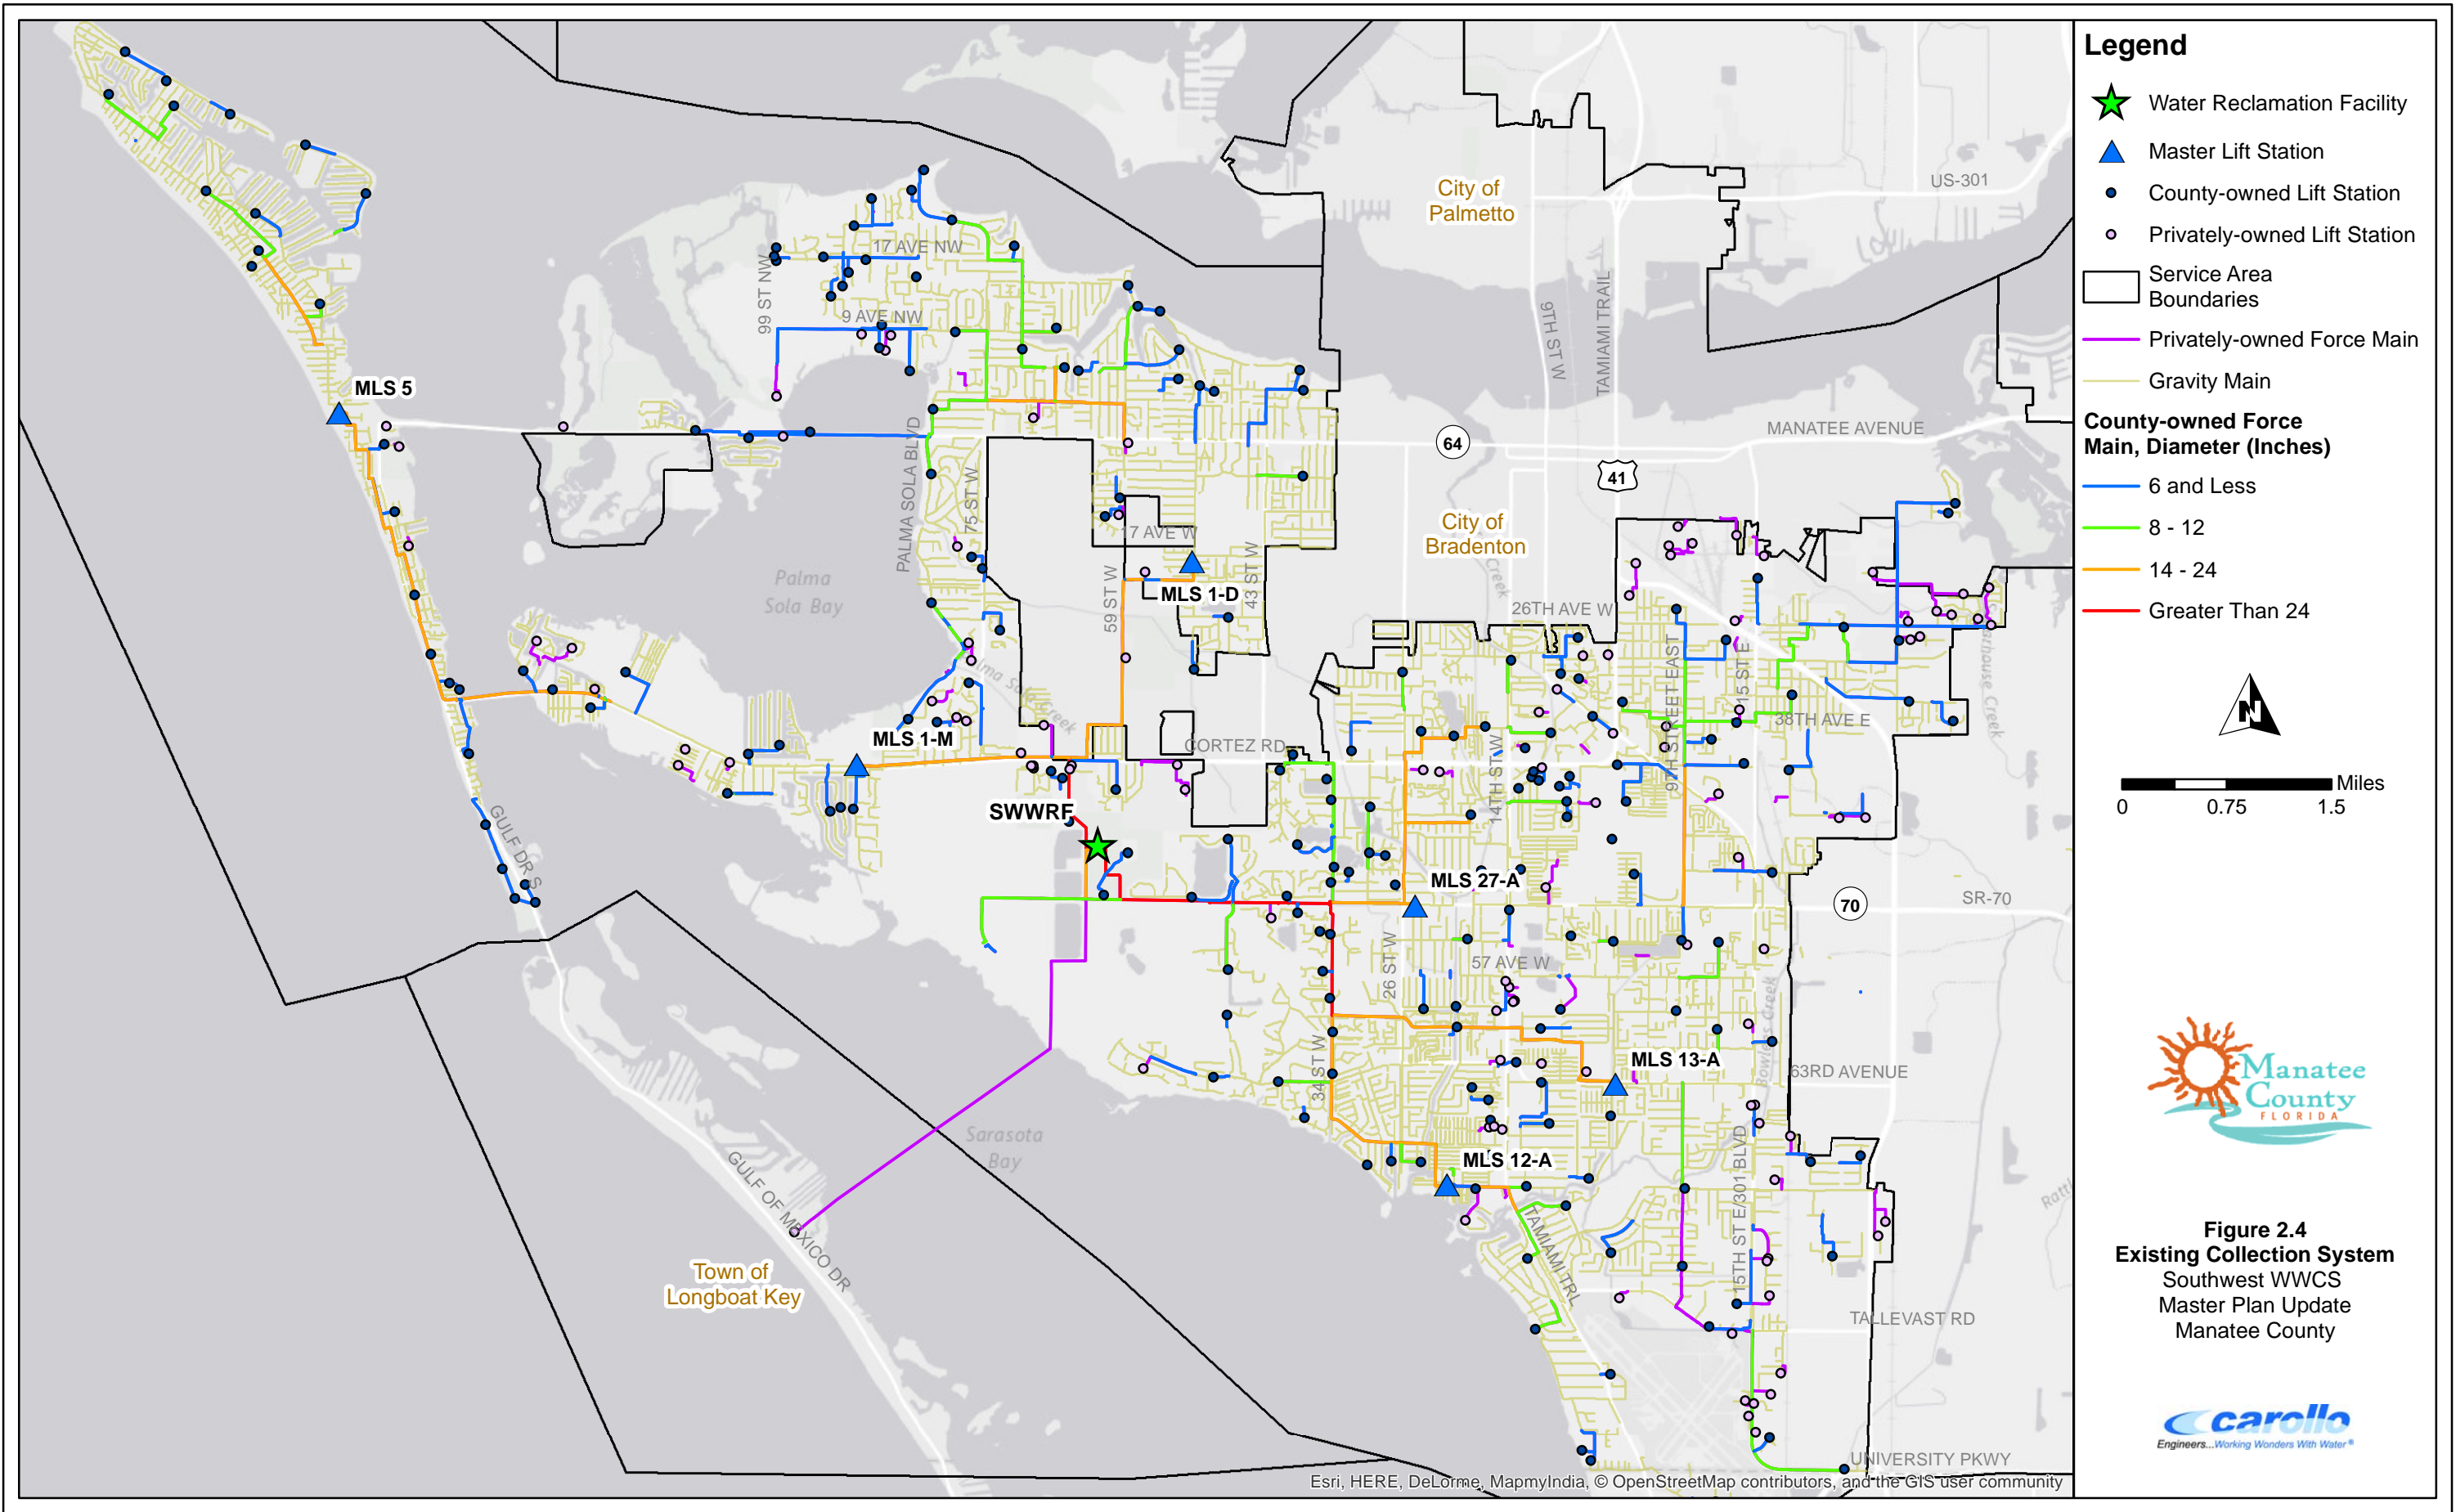 Legend
Water Reclamation Facility
Master Lift Station
County-owned Lift Station
Privately-owned Lift Station
Service Area
Boundaries
Privately-owned Force Main
Gravity Main
County-owned Force
Main, Diameter (Inches)
6 and Less
8 - 12
14 - 24
Greater Than 24
N
Miles
0
0.75
1.5
Manatee
County
FLORIDA
Figure 2.4
Existing Collection System
Southwest WWCS
Master Plan Update
Manatee County
carollo
Engineers...Working Wonders With Water®
City of
Palmetto
US-301
17 AVE NW
99 ST NW
9 AVE NW
9TH ST W
TAMIAMI TRAIL
MLS 5
MANATEE AVENUE
64
41
PALMA SOLA BLVD
75 ST W
City of
Bradenton
17 AVE W
Palma
Sola Bay
59 ST W
MLS 1-D
43 ST W
Creek
26TH AVE W
9TH STREET EAST
15 ST E
38TH AVE E
Creek
MLS 1-M
CORTEZ RD
14TH ST W
SWWRF
GULF DR S
MLS 27-A
70
SR-70
26 ST W
57 AVE W
34 ST W
MLS 13-A
Bowlees Creek
63RD AVENUE
Sarasota
Bay
MLS 12-A
GULF OF MEXICO DR
15TH ST E/301 BLVD
TAMIAMI TRL
Town of
Longboat Key
TALLEVAST RD
UNIVERSITY PKWY
Esri, HERE, DeLorme, MapmyIndia, © OpenStreetMap contributors, and the GIS user community